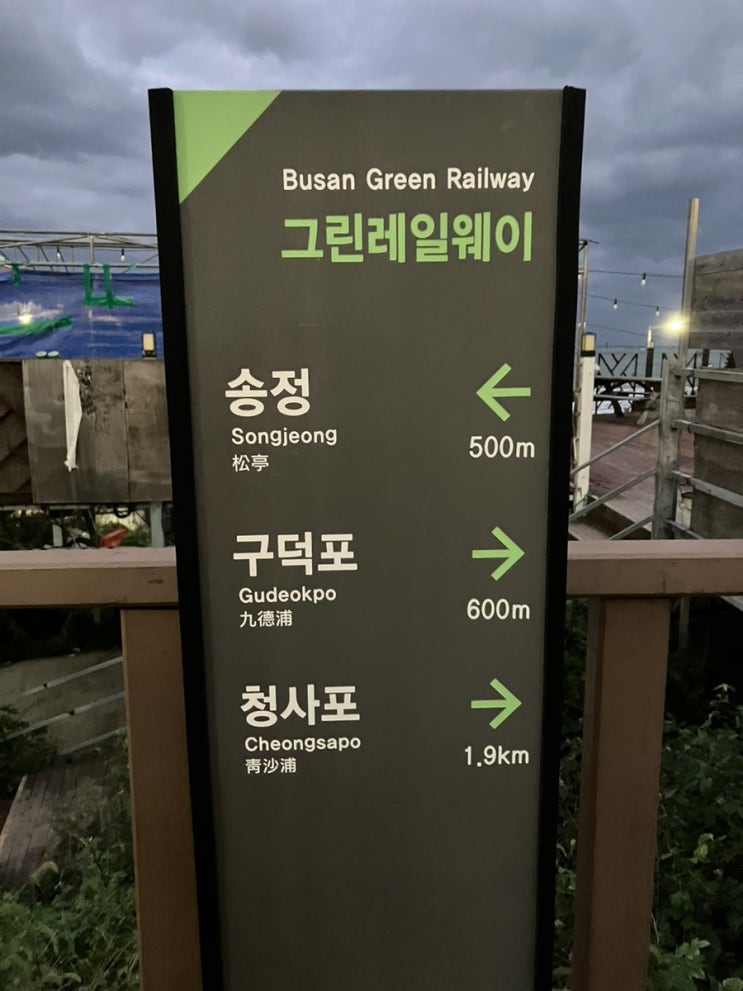 Busan Green Railway
그린레일웨이
송정
Songjeong
松亭
←
500m
구덕포
Gudeokpo
九德浦
→
600m
청사포
Cheongsapo
靑沙浦
→
1.9km